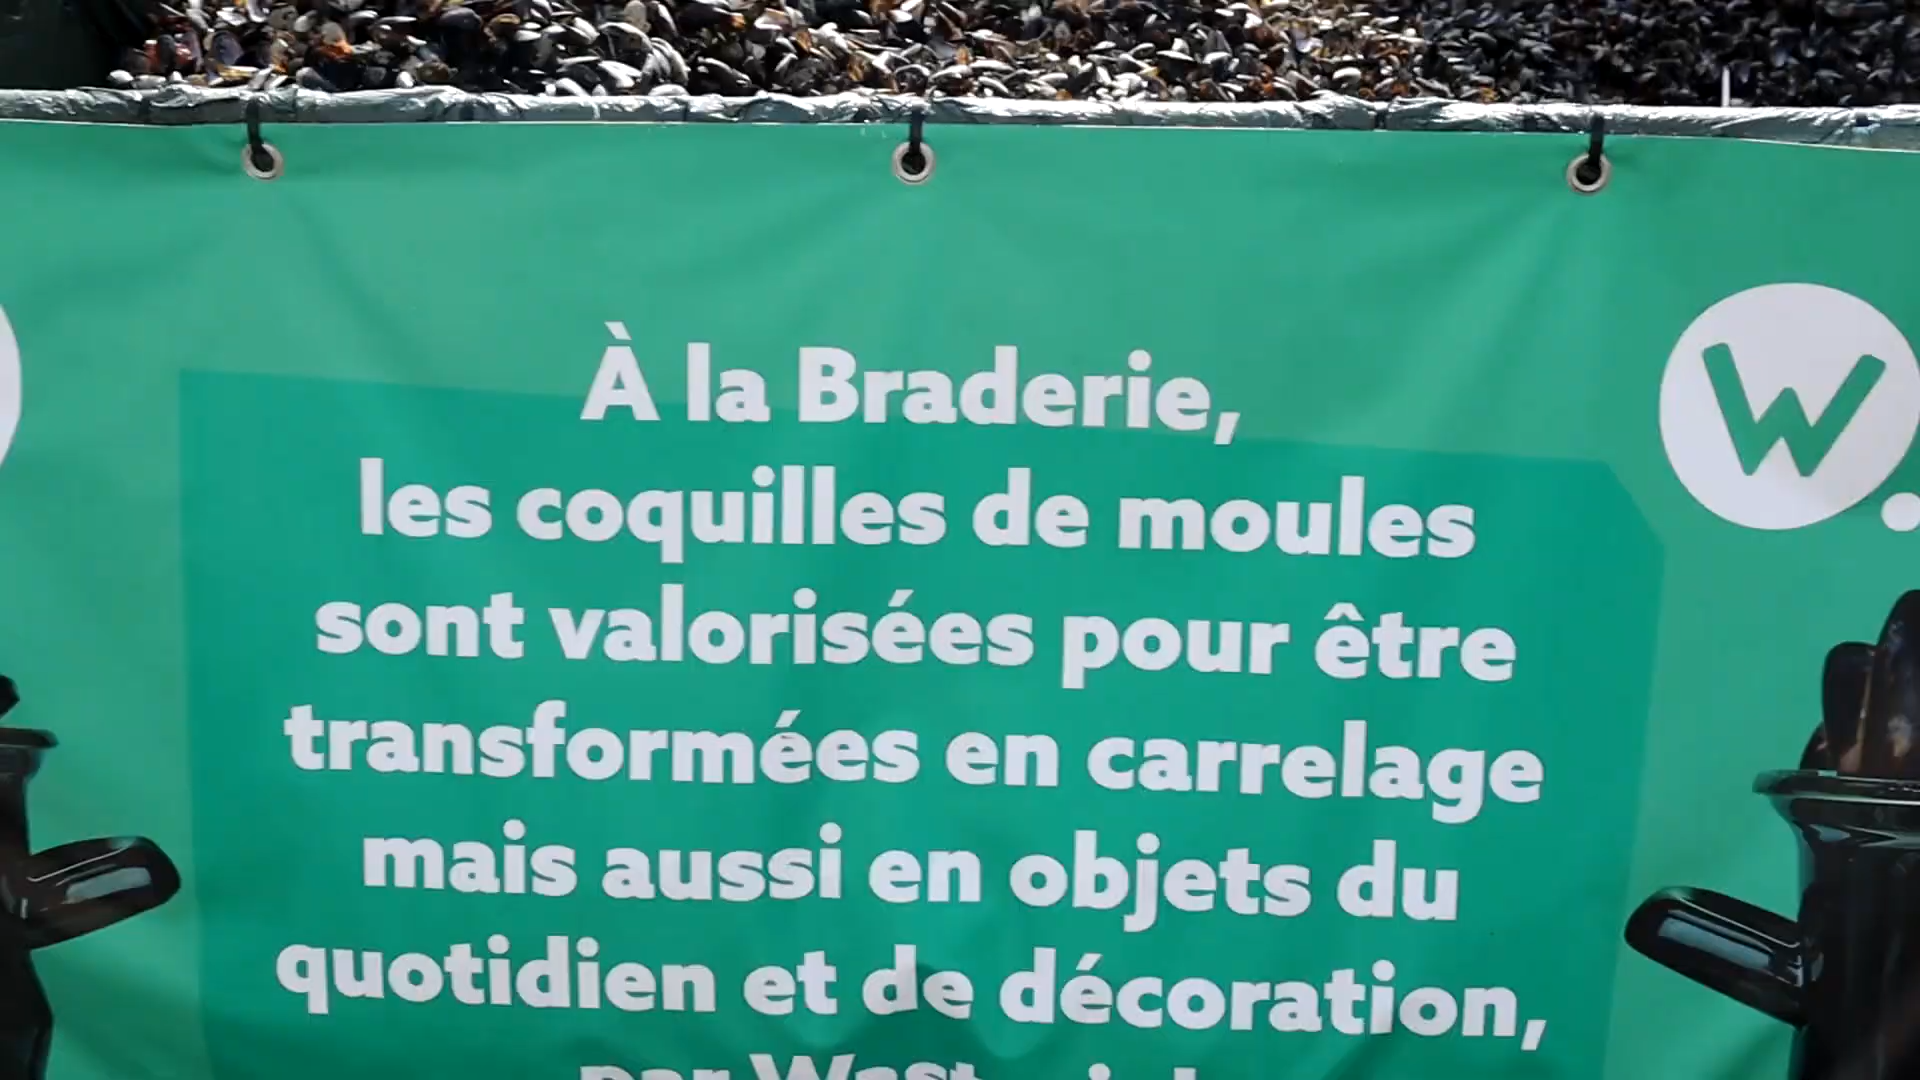 À la Braderie,
les coquilles de moules
sont valorisées pour être
transformées en carrelage
mais aussi en objets du
quotidien et de décoration,
par
W.